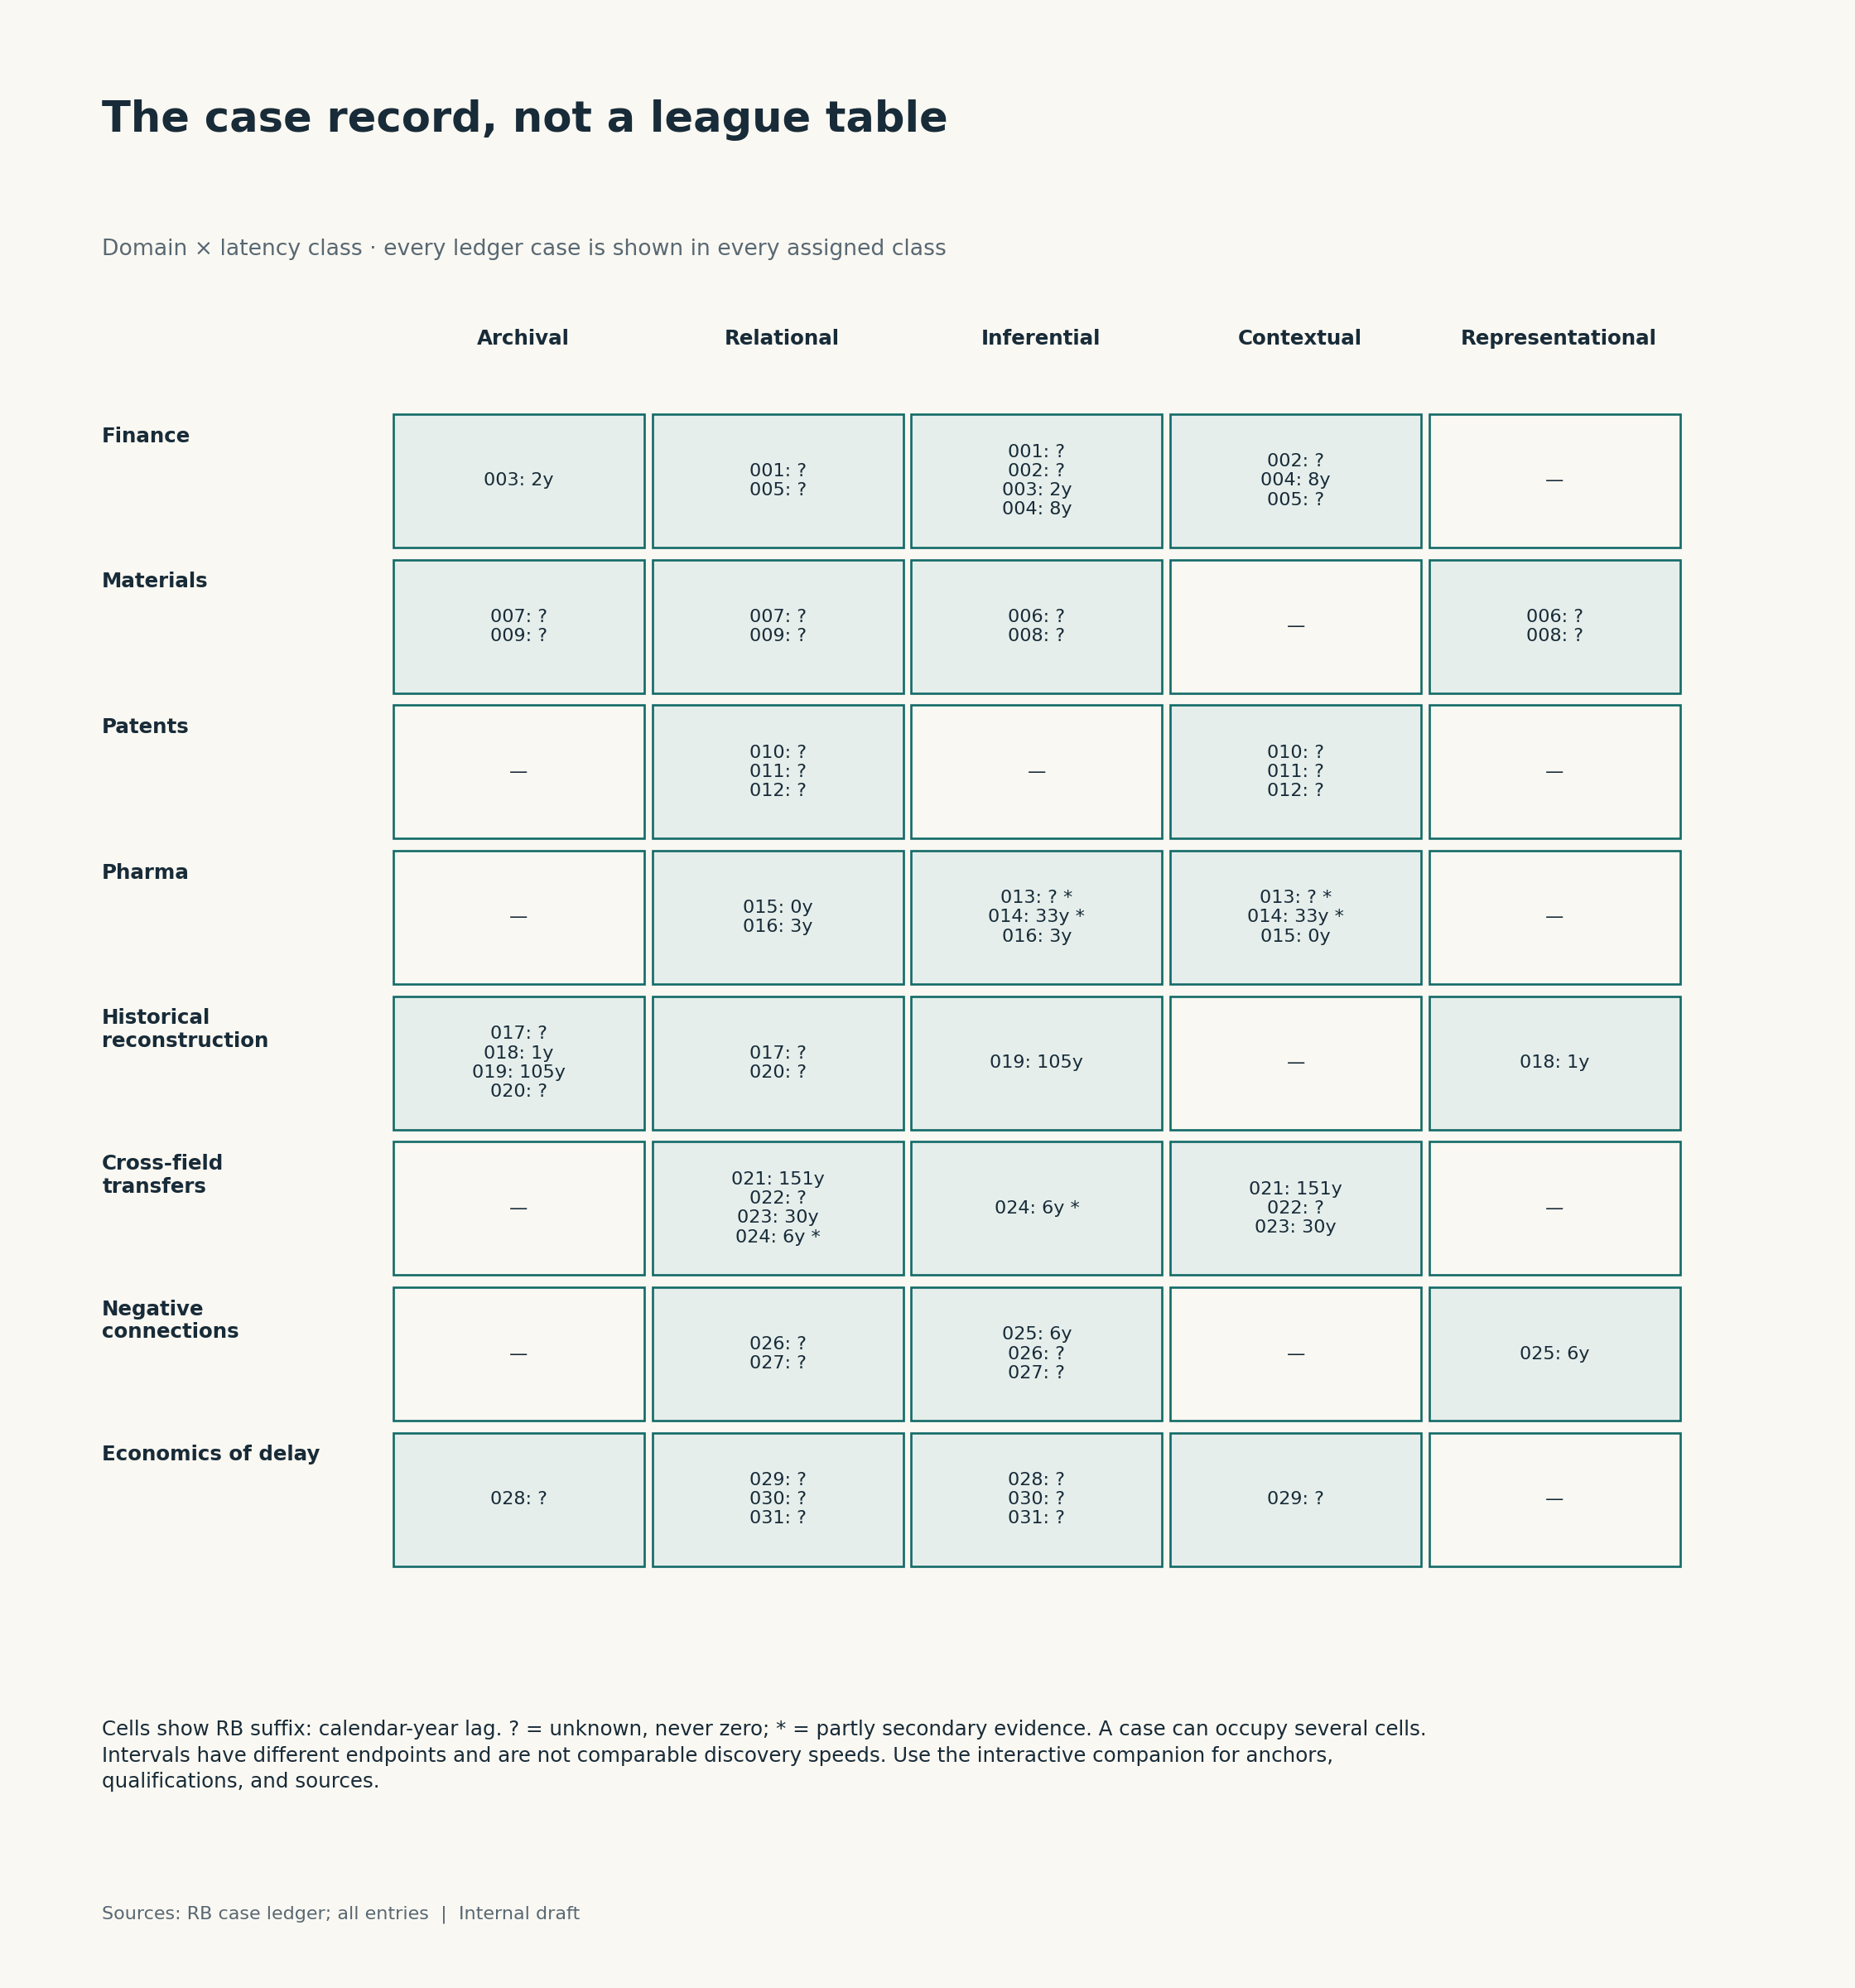 The case record, not a league table
Domain × latency class · every ledger case is shown in every assigned class
Archival
Relational
Inferential
Contextual
Representational
Finance
003: 2y
001: ?
005: ?
001: ?
002: ?
003: 2y
004: 8y
002: ?
004: 8y
005: ?
—
Materials
007: ?
009: ?
007: ?
009: ?
006: ?
008: ?
—
006: ?
008: ?
Patents
—
010: ?
011: ?
012: ?
—
010: ?
011: ?
012: ?
—
Pharma
—
015: 0y
016: 3y
013: ? *
014: 33y *
016: 3y
013: ? *
014: 33y *
015: 0y
—
Historical
reconstruction
017: ?
018: 1y
019: 105y
020: ?
017: ?
020: ?
019: 105y
—
018: 1y
Cross-field
transfers
—
021: 151y
022: ?
023: 30y
024: 6y *
024: 6y *
021: 151y
022: ?
023: 30y
—
Negative
connections
—
026: ?
027: ?
025: 6y
026: ?
027: ?
—
025: 6y
Economics of delay
028: ?
029: ?
030: ?
031: ?
028: ?
030: ?
031: ?
029: ?
—
Cells show RB suffix: calendar-year lag. ? = unknown, never zero; * = partly secondary evidence. A case can occupy several cells.
Intervals have different endpoints and are not comparable discovery speeds. Use the interactive companion for anchors,
qualifications, and sources.
Sources: RB case ledger; all entries | Internal draft